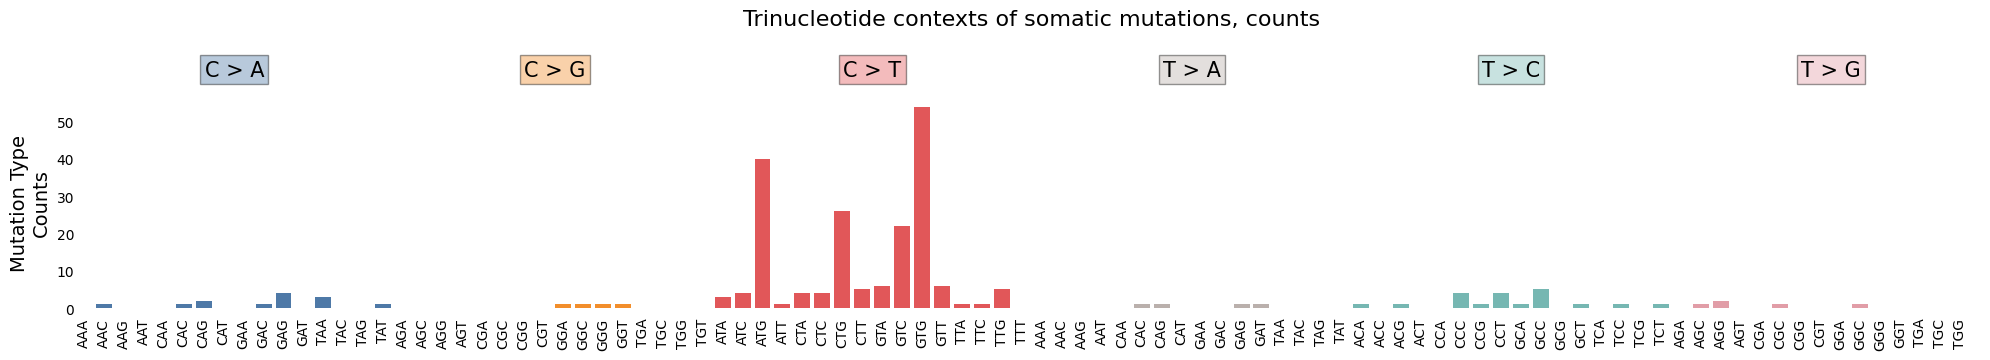 Trinucleotide contexts of somatic mutations, counts
C > A C > G C > T T > A T > C T > G
Mutation Type
Counts
50
40
30
20
10
0
AAA AAC AAG AAT CAA CAC CAG CAT GAA GAC GAG GAT TAA TAC TAG TAT AGA AGC AGG AGT CGA CGC CGG CGT GGA GGC GGG GGT TGA TGC TGG TGT ATA ATC ATG ATT CTA CTC CTG CTT GTA GTC GTG GTT TTA TTC TTG TTT AAA AAC AAG AAT CAA CAC CAG CAT GAA GAC GAG GAT TAA TAC TAG TAT ACA ACC ACG ACT CCA CCC CCG CCT GCA GCC GCG GCT TCA TCC TCG TCT AGA AGC AGG AGT CGA CGC CGG CGT GGA GGC GGG GGT TGA TGC TGG